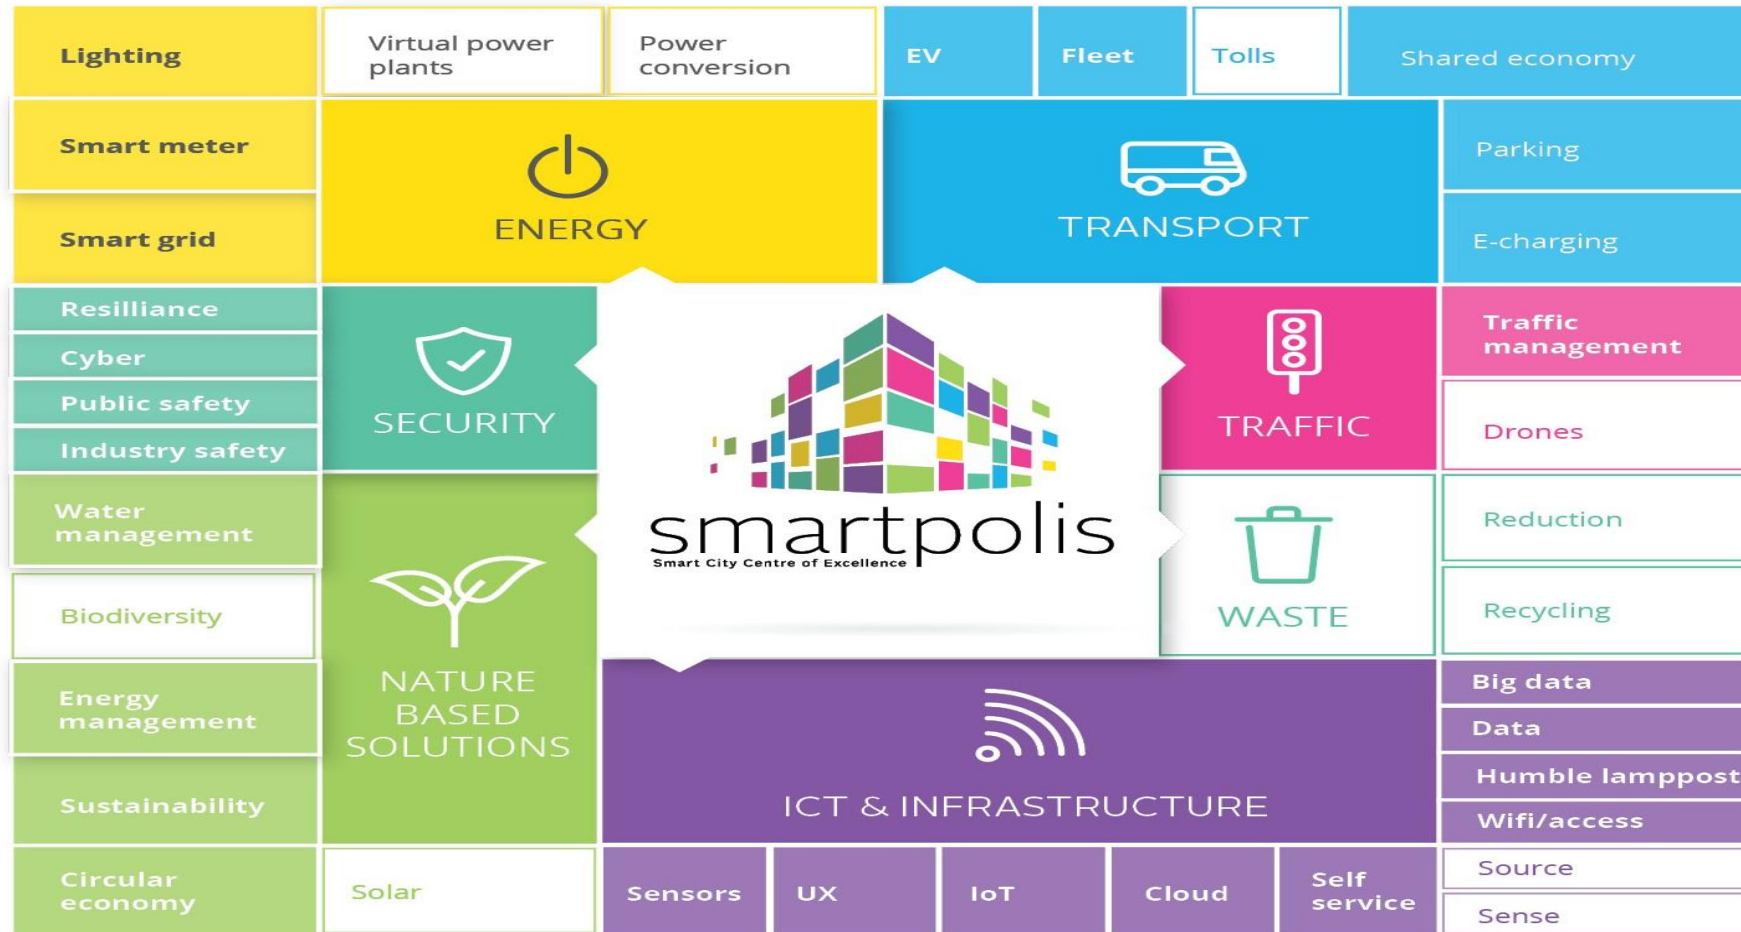 Lighting
Virtual power
plants
Power
conversion
EV
Fleet
Tolls
Shared economy
Smart meter
ENERGY
TRANSPORT
Parking
Smart grid
E-charging
Resilliance
Cyber
Public safety
Industry safety
SECURITY
TRAFFIC
Traffic
management
Drones
smartpolis
Smart City Centre of Excellence
Water
management
Biodiversity
Energy
management
Sustainability
NATURE
BASED
SOLUTIONS
WASTE
Reduction
Recycling
ICT & INFRASTRUCTURE
Big data
Data
Humble lamppost
Wifi/access
Circular
economy
Solar
Sensors
UX
IoT
Cloud
Self
service
Source
Sense